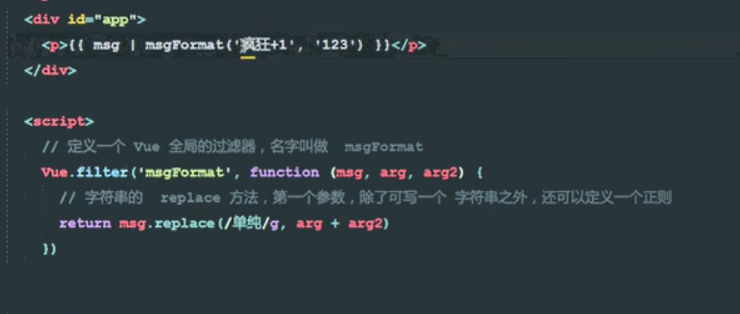 <div id="app">
<p>{{ msg | msgFormat('疯狂+1', '123') }}</p>
</div>
<script>
// 定义一个 Vue 全局的过滤器，名字叫做 msgFormat
Vue.filter('msgFormat', function (msg, arg, arg2) {
// 字符串的 replace 方法，第一个参数，除了可写一个 字符串之外，还可以定义一个正则
return msg.replace(/单纯/g, arg + arg2)
})